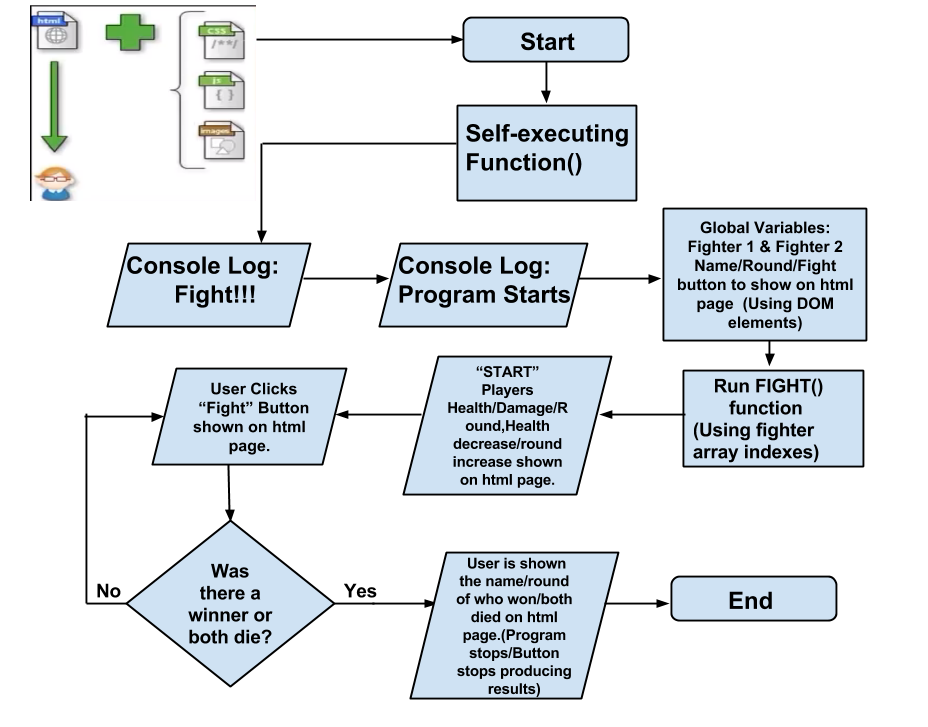 html
CSS
/**/
js
{ }
images
Start
Self-executing
Function()
Console Log:
Fight!!!
Console Log:
Program Starts
Global Variables:
Fighter 1 & Fighter 2
Name/Round/Fight
button to show on html
page (Using DOM
elements)
Run FIGHT()
function
(Using fighter
array indexes)
“START”
Players
Health/Damage/R
ound,Health
decrease/round
increase shown
on html page.
User Clicks
“Fight” Button
shown on html
page.
Was
there a
winner or
both die?
No
Yes
User is shown
the name/round
of who won/both
died on html
page.(Program
stops/Button
stops producing
results)
End